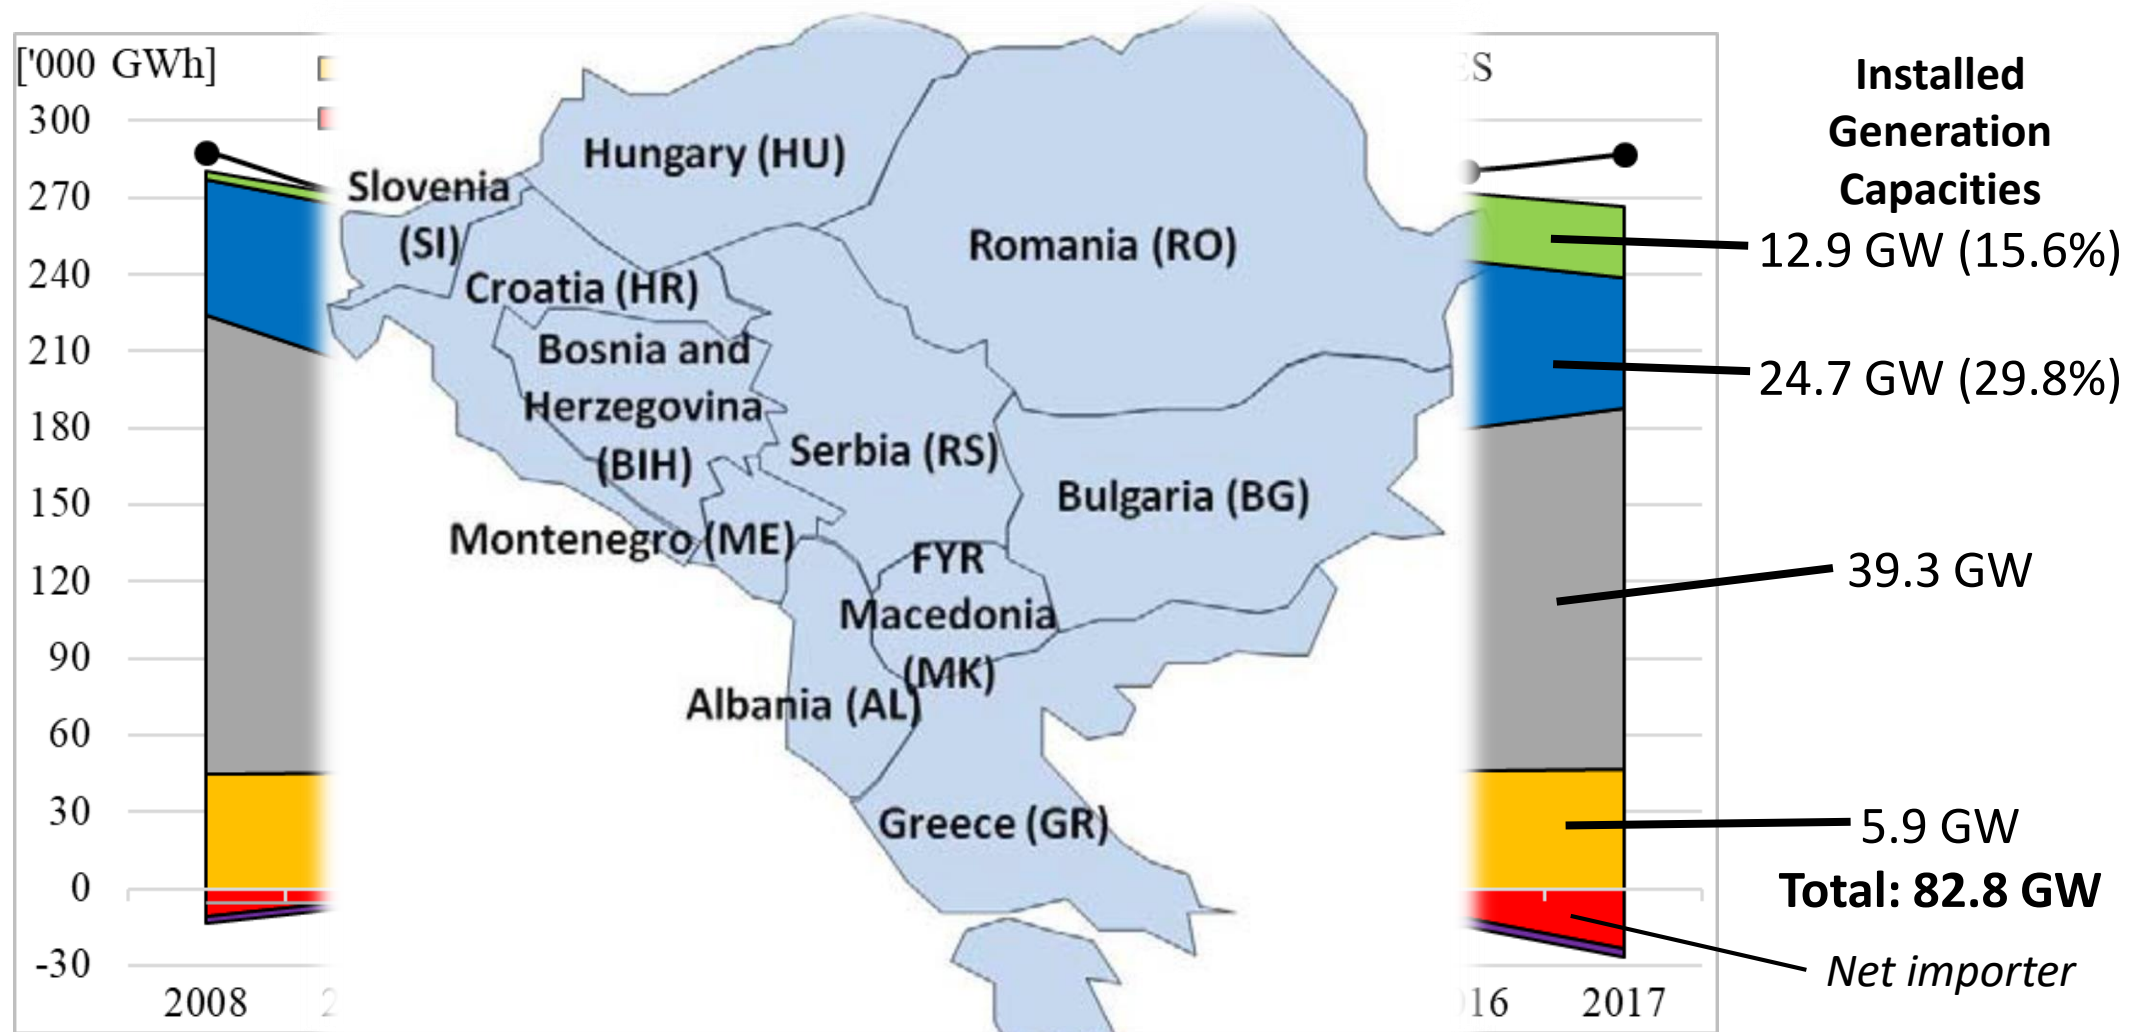 ['000 GWh]
300
270
240
210
180
150
120
90
60
30
0
-30
2008
2017
Hungary (HU)
Slovenia
(SI)
Romania (RO)
Croatia (HR)
Bosnia and
Herzegovina
(BIH)
Serbia (RS)
Bulgaria (BG)
Montenegro (ME)
FYR
Macedonia
(MK)
Albania (AL)
Greece (GR)
Installed
Generation
Capacities
12.9 GW (15.6%)
24.7 GW (29.8%)
39.3 GW
5.9 GW
Total: 82.8 GW
Net importer